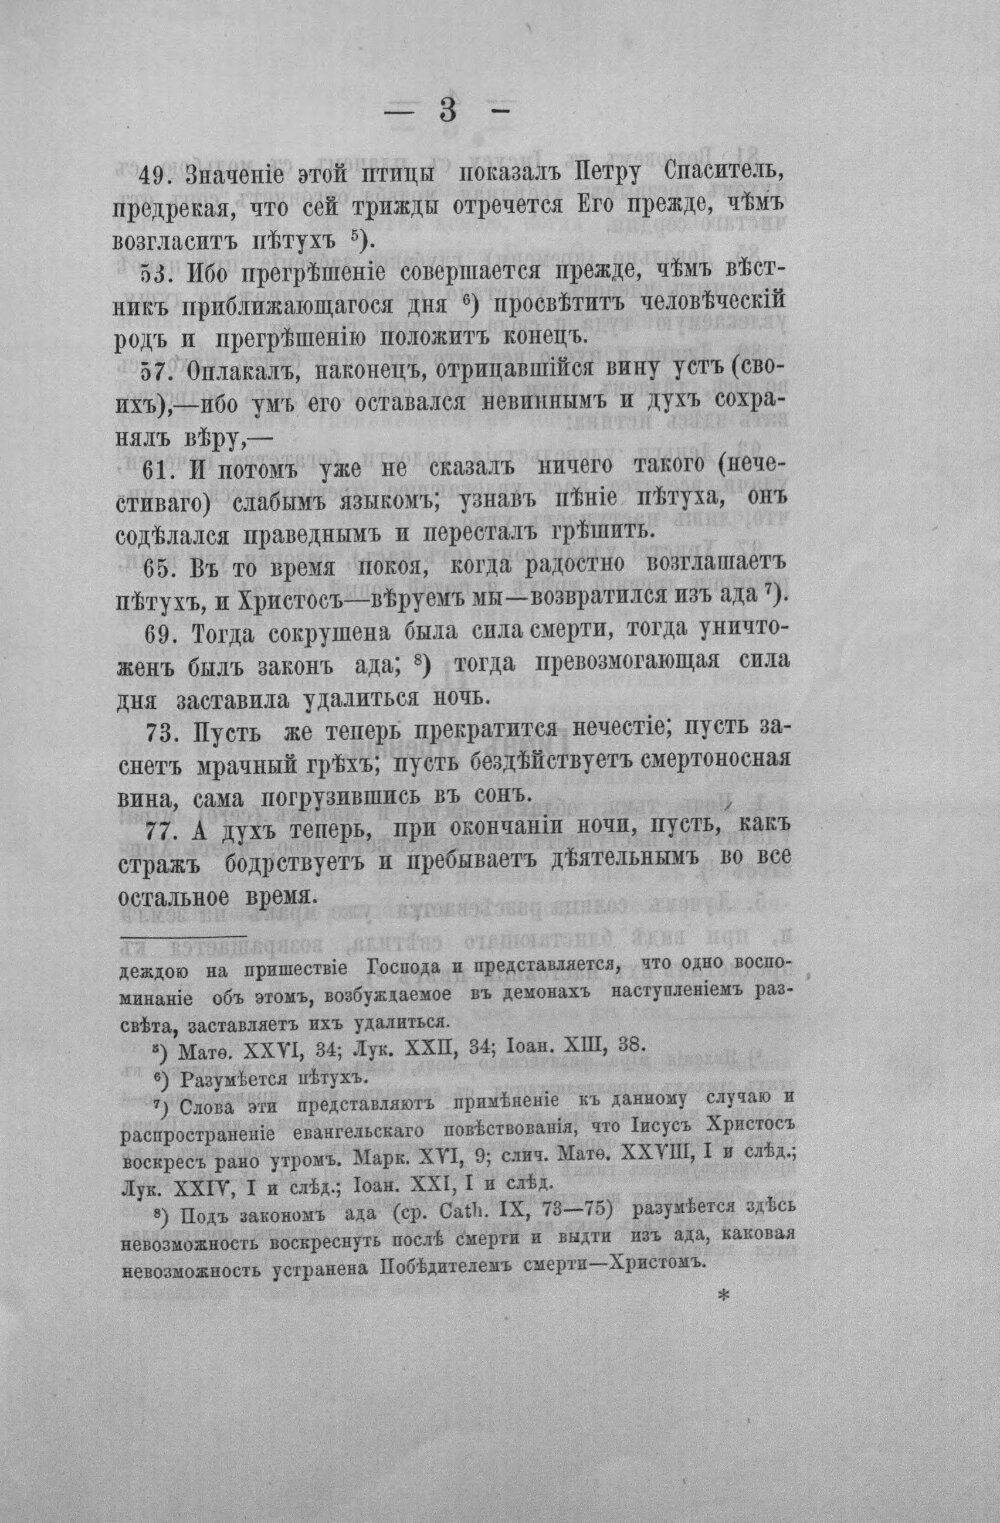 — 3 -
49. Значеніе этой птицы показалъ Петру Спаситель,
предрекая, что сей трижды отречется Его прежде, чѣмъ
возгласитъ пѣтухъ ⁵).
53. Ибо прегрѣшеніе совершается прежде, чѣмъ вѣст-
никъ приближающагося дня ⁶) просвѣтитъ человѣческій
родъ и прегрѣшенію положитъ конецъ.
57. Оплакалъ, наконецъ, отрицавшійся вину устъ (сво-
ихъ),—ибо умъ его оставался невиннымъ и духъ сохра-
нялъ вѣру,—
61. И потомъ уже не сказалъ ничего такого (нече-
стиваго) слабымъ языкомъ; узнавъ пѣніе пѣтуха, онъ
содѣлался праведнымъ и пересталъ грѣшить.
65. Въ то время покоя, когда радостно возглашаетъ
пѣтухъ, и Христосъ—вѣруемъ мы—возвратился изъ ада ⁷).
69. Тогда сокрушена была сила смерти, тогда уничто-
женъ былъ законъ ада; ⁸) тогда превозмогающая сила
дня заставила удалиться ночь.
73. Пусть же теперь прекратится нечестіе; пусть за-
снетъ мрачный грѣхъ; пусть бездѣйствуетъ смертоносная
вина, сама погрузившись въ сонъ.
77. А духъ теперь, при окончаніи ночи, пусть, какъ
стражъ бодрствуетъ и пребываетъ дѣятельнымъ во все
остальное время.
деждою на пришествіе Господа и представляется, что одно воспо-
минаніе объ этомъ, возбуждаемое въ демонахъ наступленіемъ раз-
свѣта, заставляетъ ихъ удалиться.
⁵) Матѳ. XXVI, 34; Лук. XXII, 34; Іоан. XIII, 38.
⁶) Разумѣется пѣтухъ.
⁷) Слова эти представляютъ примѣненіе къ данному случаю и
распространеніе евангельскаго повѣствованія, что Іисусъ Христосъ
воскресъ рано утромъ. Марк. XVI, 9; слич. Матѳ. XXVIII, I и слѣд.;
Лук. XXIV, I и слѣд.; Іоан. XXI, I и слѣд.
⁸) Подъ закономъ ада (ср. Cath. IX, 73—75) разумѣется здѣсь
невозможность воскреснуть послѣ смерти и выдти изъ ада, каковая
невозможность устранена Побѣдителемъ смерти—Христомъ.
*